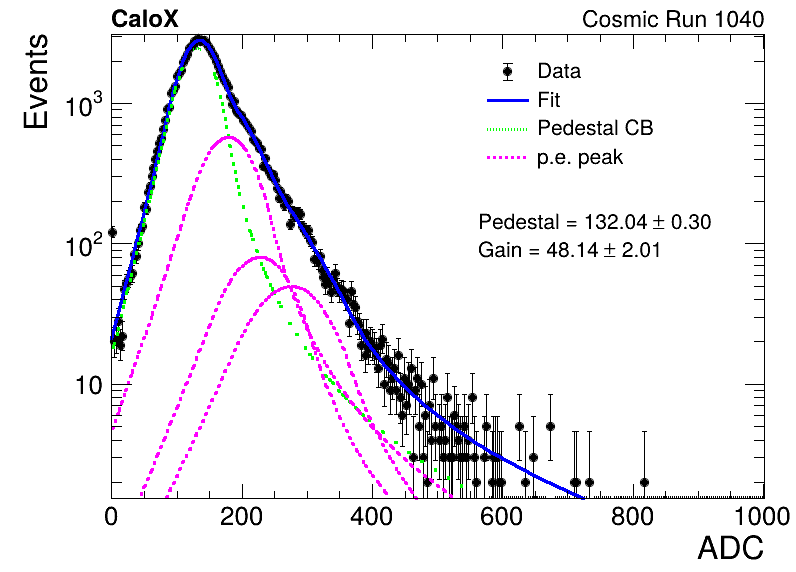 CaloX Cosmic Run 1040
Events
Data
Fit
Pedestal CB
p.e. peak
Pedestal = 132.04 ± 0.30
Gain = 48.14 ± 2.01
10³
10²
10
0 200 400 600 800 1000
ADC